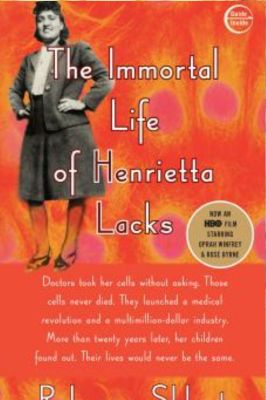 Guide
Inside
The Immortal
Life
of Henrietta
Lacks
NOW AN
HBO FILM
STARRING
OPRAH WINFREY
& ROSE BYRNE
Doctors took her cells without asking. Those
cells never died. They launched a medical
revolution and a multimillion-dollar industry.
More than twenty years later, her children
found out. Their lives would never be the same.